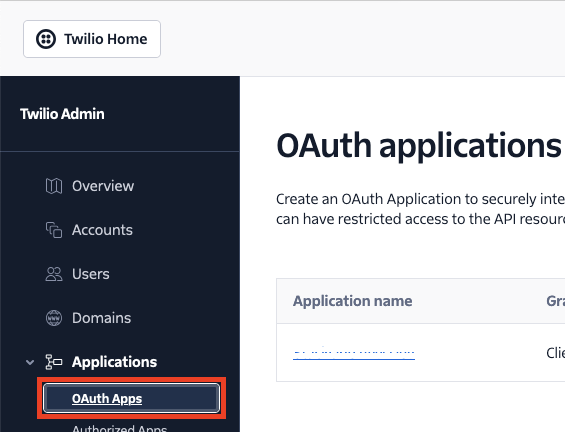 Twilio Home
Twilio Admin
Overview
Accounts
Users
Domains
Applications
OAuth Apps
Authorized Apps
OAuth applications
Create an OAuth Application to securely inte
can have restricted access to the API resour
Application name
Gra
Clie